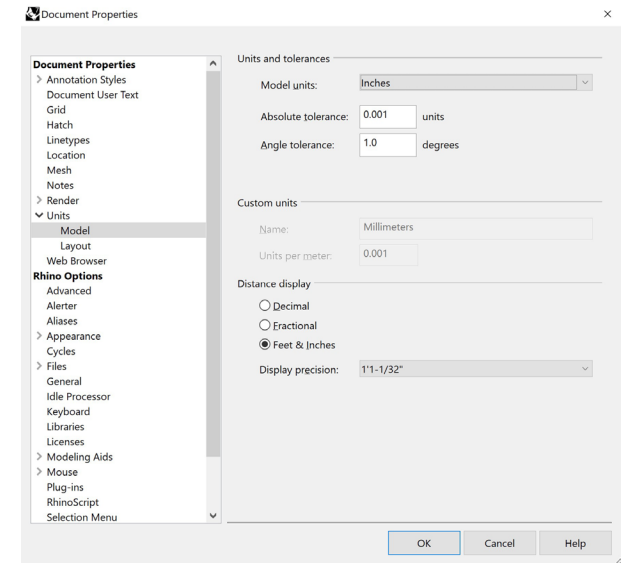 Document Properties
Document Properties
Annotation Styles
Document User Text
Grid
Hatch
Linetypes
Location
Mesh
Notes
Render
Units
Model
Layout
Web Browser
Rhino Options
Advanced
Alerter
Aliases
Appearance
Cycles
Files
General
Idle Processor
Keyboard
Libraries
Licenses
Modeling Aids
Mouse
Plug-ins
RhinoScript
Selection Menu
Units and tolerances
Model units: Inches
Absolute tolerance: 0.001 units
Angle tolerance: 1.0 degrees
Custom units
Name: Millimeters
Units per meter: 0.001
Distance display
Decimal
Fractional
Feet & Inches
Display precision: 1'1-1/32"
OK Cancel Help